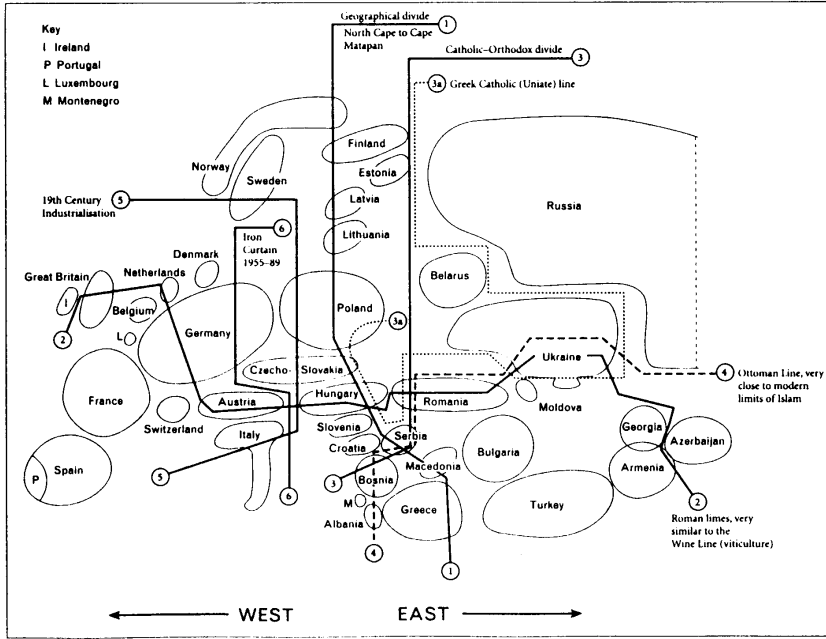 Key
I Ireland
P Portugal
L Luxembourg
M Montenegro
Geographical divide
1
North Cape to Cape
Matapan
Catholic–Orthodox divide
3
3a
Greek Catholic (Uniate) line
Norway
Sweden
Finland
Estonia
Latvia
Lithuania
Russia
19th Century
Industrialisation
5
6
Iron
Curtain
1955–89
Denmark
Netherlands
Great Britain
I
2
Belgium
L
Germany
Poland
3a
Belarus
Czecho-Slovakia
Ukraine
4
Ottoman Line, very
close to modern
limits of Islam
France
Switzerland
Austria
Hungary
Romania
Moldova
Italy
Slovenia
Croatia
Serbia
Georgia
Azerbaijan
Spain
P
5
6
3
Bosnia
Macedonia
Bulgaria
Armenia
M
Albania
Greece
Turkey
4
1
2
Roman limes, very
similar to the
Wine Line (viticulture)
WEST
EAST